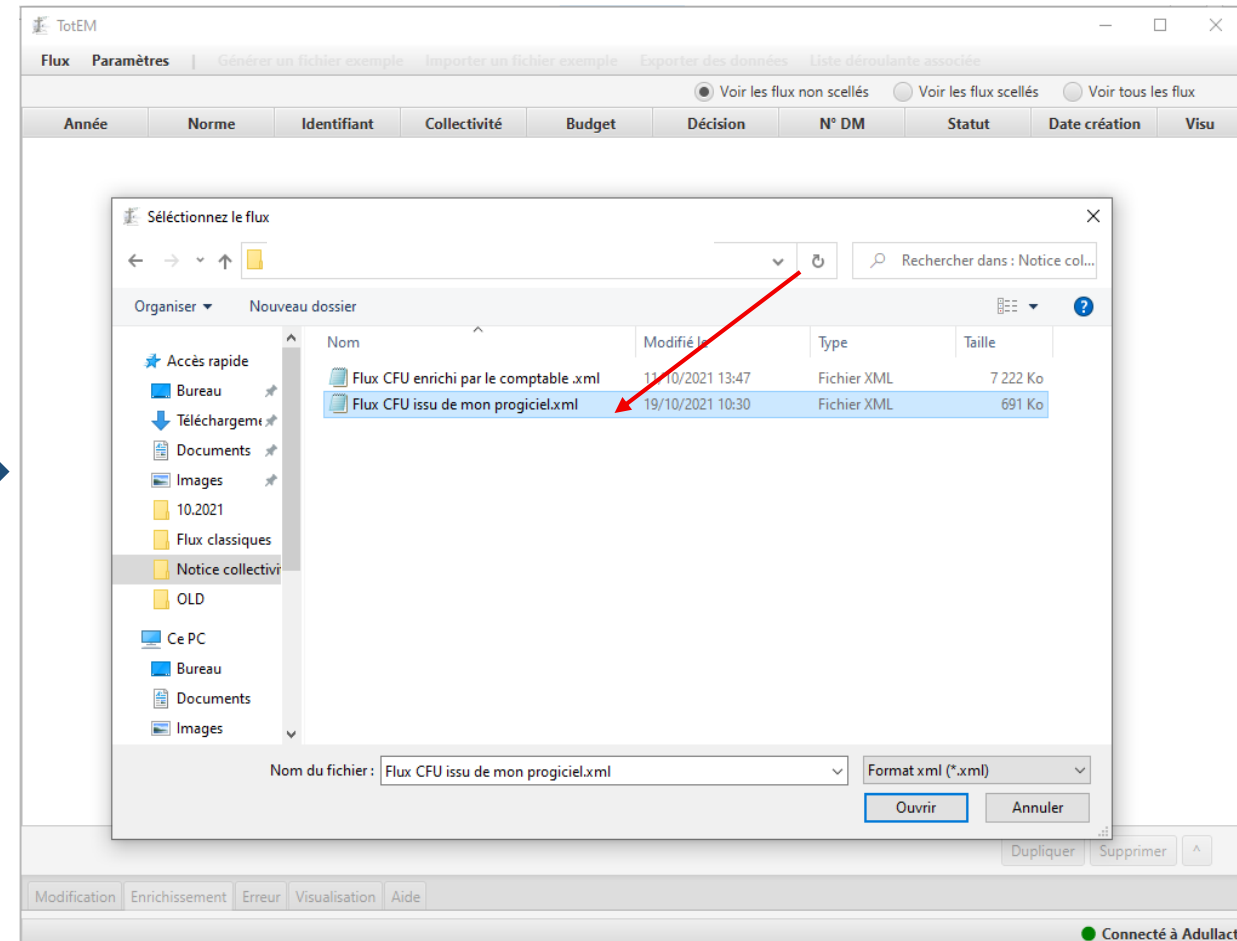 TotEM
Flux Paramètres | Générer un fichier exemple Importer un fichier exemple Exporter des données Liste déroulante associée
Voir les flux non scellés Voir les flux scellés Voir tous les flux
Année Norme Identifiant Collectivité Budget Décision N° DM Statut Date création Visu
Séléctionnez le flux
Rechercher dans : Notice col...
Organiser Nouveau dossier
Nom Modifié le Type Taille
Accès rapide
Flux CFU enrichi par le comptable .xml 11/10/2021 13:47 Fichier XML 7 222 Ko
Bureau
Flux CFU issu de mon progiciel.xml 19/10/2021 10:30 Fichier XML 691 Ko
Téléchargeme
Documents
Images
10.2021
Flux classiques
Notice collectivi
OLD
Ce PC
Bureau
Documents
Images
Nom du fichier : Flux CFU issu de mon progiciel.xml Format xml (*.xml)
Ouvrir Annuler
Dupliquer Supprimer ^
Modification Enrichissement Erreur Visualisation Aide
Connecté à Adullact